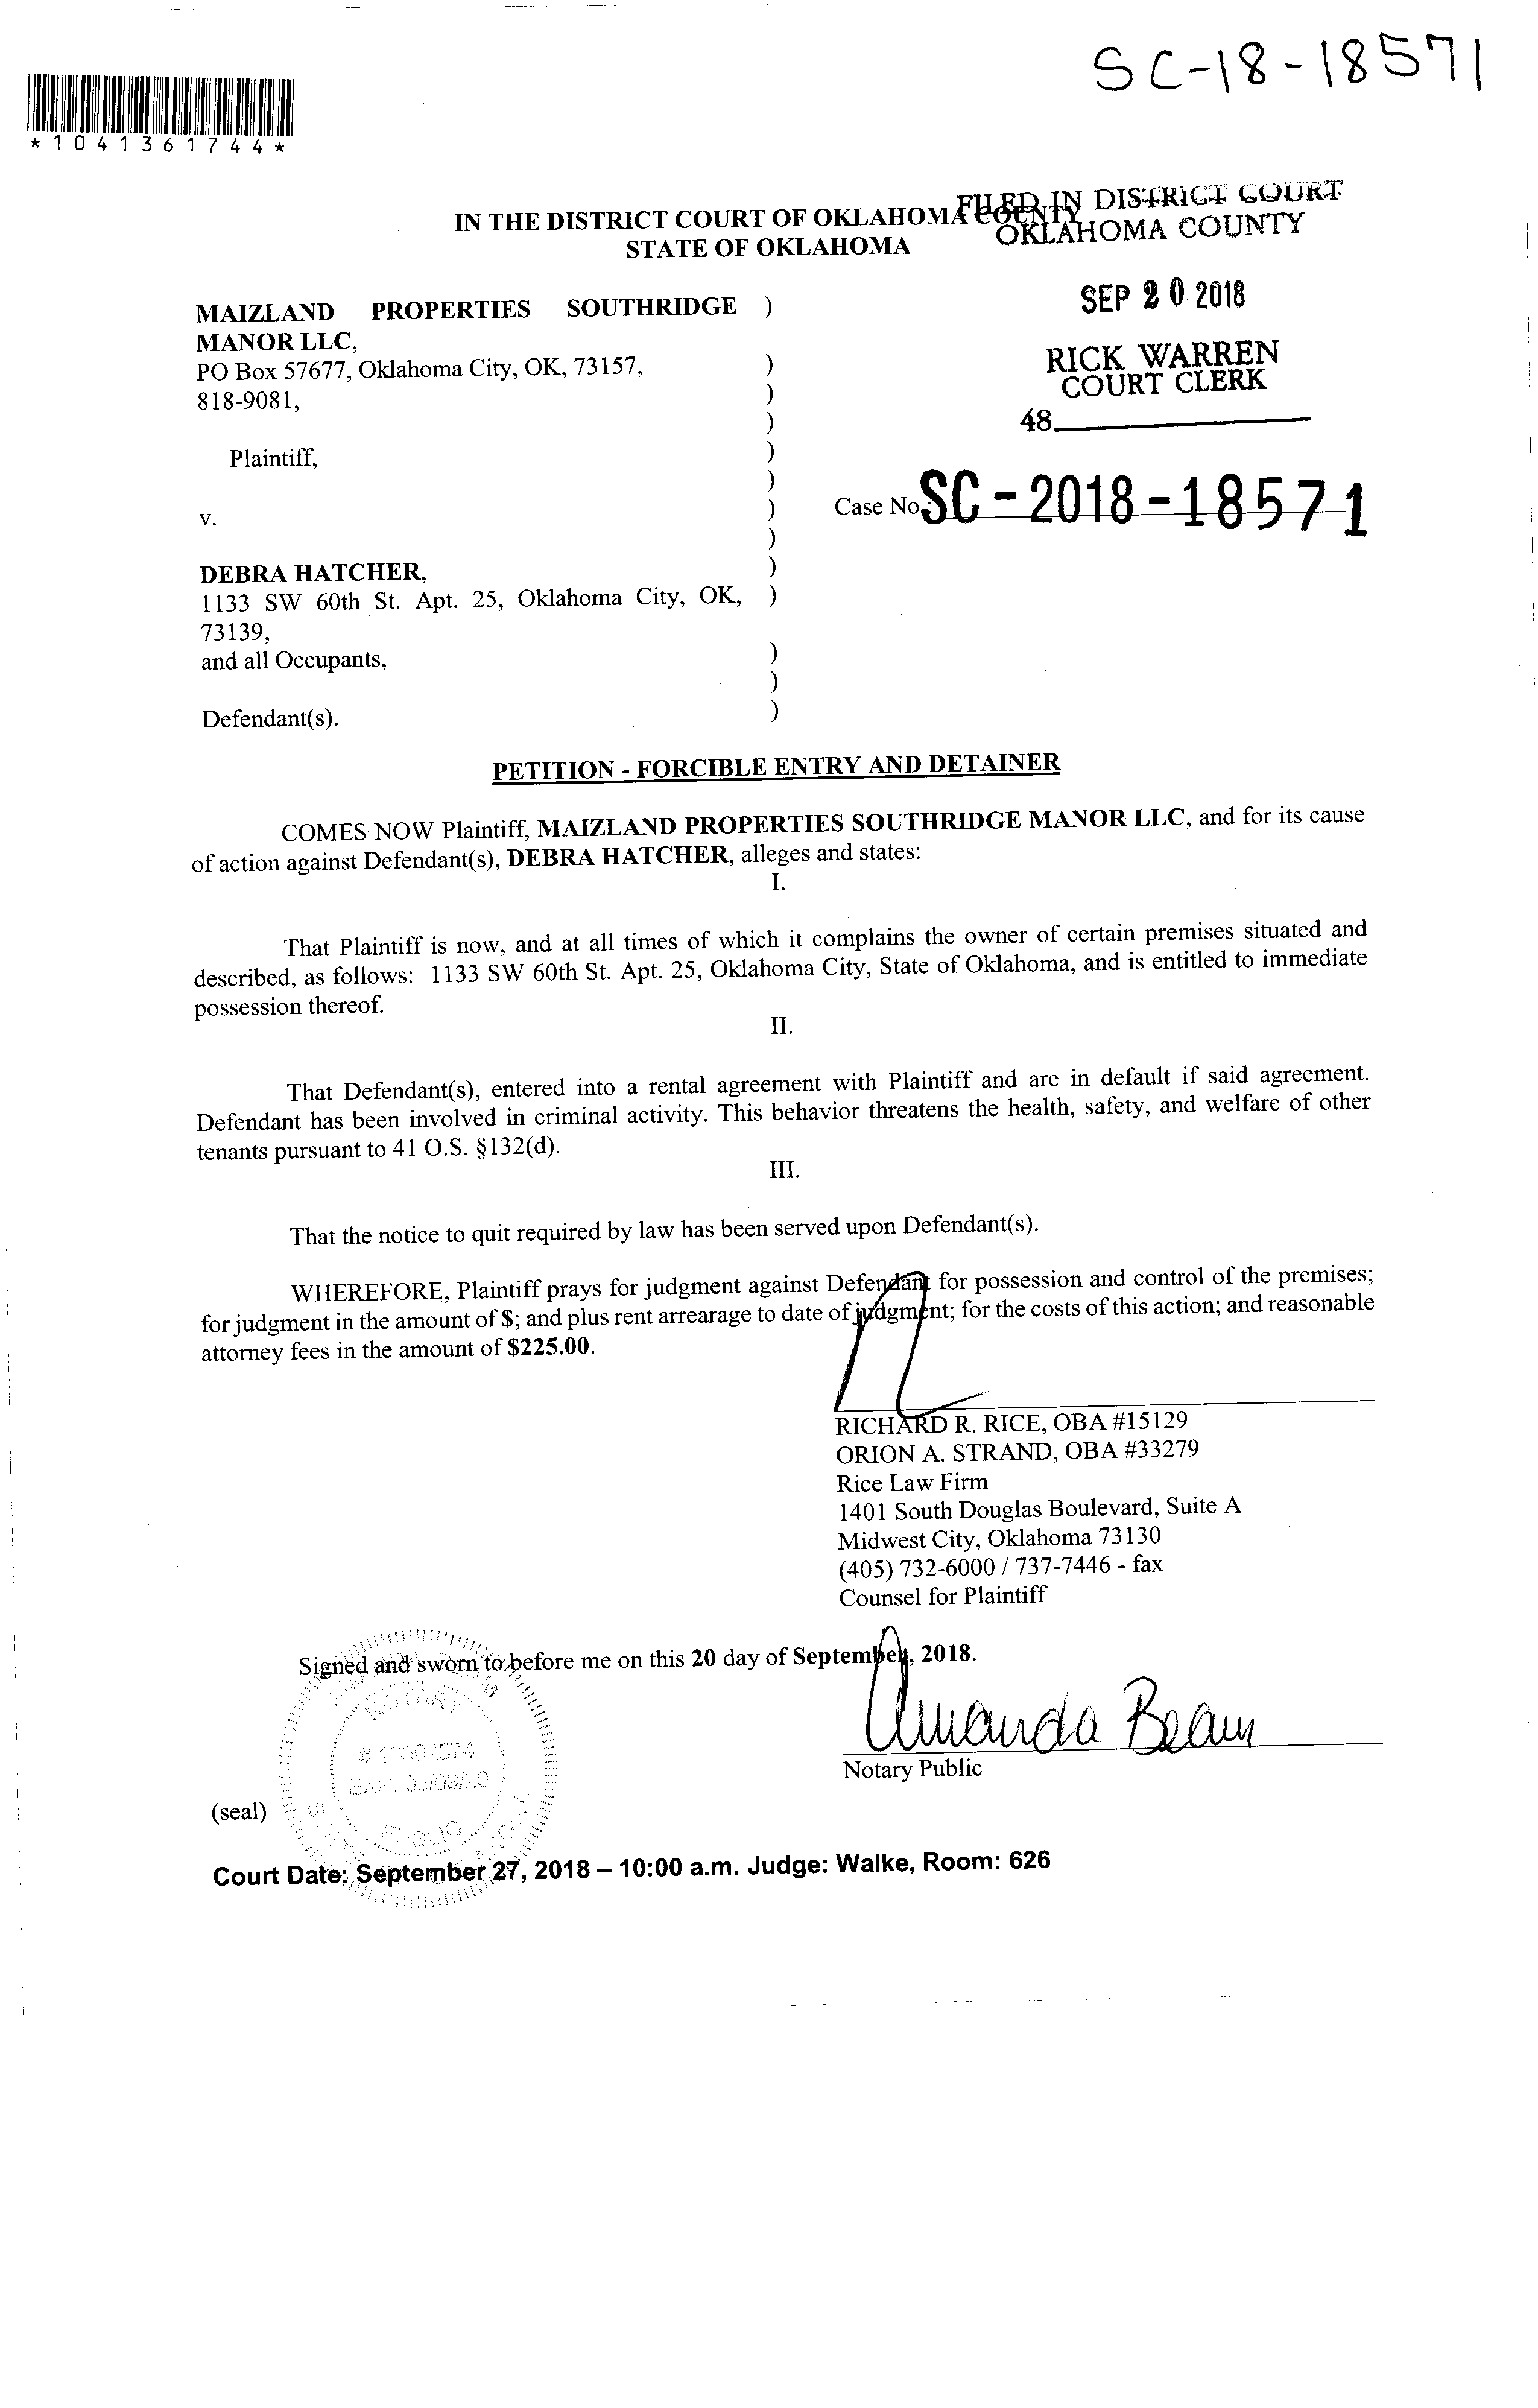 SC-18-18571
*1041361744*
FILED IN DISTRICT COURT
OKLAHOMA COUNTY
IN THE DISTRICT COURT OF OKLAHOMA COUNTY
STATE OF OKLAHOMA
SEP 20 2018
RICK WARREN
COURT CLERK
48
MAIZLAND PROPERTIES SOUTHRIDGE )
MANOR LLC,
PO Box 57677, Oklahoma City, OK, 73157, )
818-9081, )
)
Plaintiff, )
)
v. )
Case No.: SC-2018-18571
)
DEBRA HATCHER, )
1133 SW 60th St. Apt. 25, Oklahoma City, OK, )
73139,
and all Occupants, )
)
Defendant(s). )
PETITION - FORCIBLE ENTRY AND DETAINER
COMES NOW Plaintiff, MAIZLAND PROPERTIES SOUTHRIDGE MANOR LLC, and for its cause
of action against Defendant(s), DEBRA HATCHER, alleges and states:
I.
That Plaintiff is now, and at all times of which it complains the owner of certain premises situated and
described, as follows: 1133 SW 60th St. Apt. 25, Oklahoma City, State of Oklahoma, and is entitled to immediate
possession thereof.
II.
That Defendant(s), entered into a rental agreement with Plaintiff and are in default if said agreement.
Defendant has been involved in criminal activity. This behavior threatens the health, safety, and welfare of other
tenants pursuant to 41 O.S. §132(d).
III.
That the notice to quit required by law has been served upon Defendant(s).
WHEREFORE, Plaintiff prays for judgment against Defendant for possession and control of the premises;
for judgment in the amount of $; and plus rent arrearage to date of judgment; for the costs of this action; and reasonable
attorney fees in the amount of $225.00.
RICHARD R. RICE, OBA #15129
ORION A. STRAND, OBA #33279
Rice Law Firm
1401 South Douglas Boulevard, Suite A
Midwest City, Oklahoma 73130
(405) 732-6000 / 737-7446 - fax
Counsel for Plaintiff
Signed and sworn to before me on this 20 day of September, 2018.
Amanda Beam
Notary Public
NOTARY
PUBLIC
(seal)
Court Date: September 27, 2018 – 10:00 a.m. Judge: Walke, Room: 626